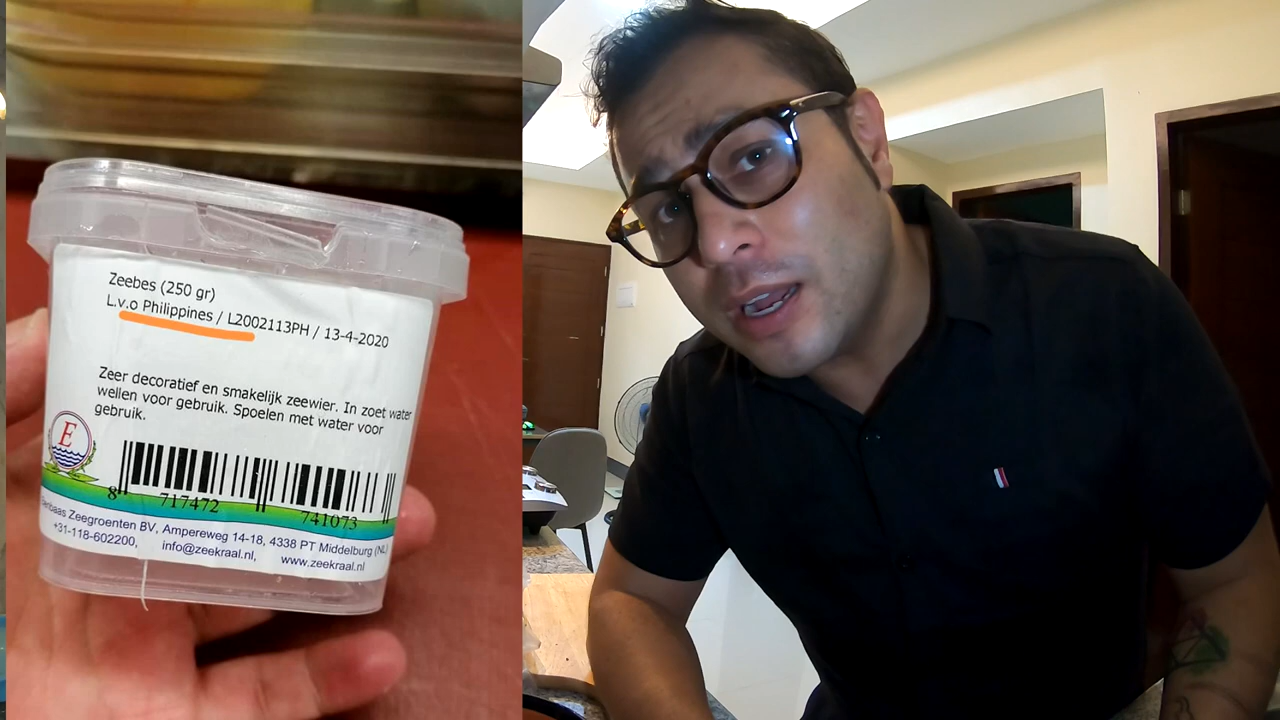 Zeebes (250 gr)
L.v.o Philippines / L2002113PH / 13-4-2020
Zeer decoratief en smakelijk zeewier. In zoet water
wellen voor gebruik. Spoelen met water voor
gebruik.
E
8 717472 741073
Zeegroenten BV, Ampereweg 14-18, 4338 PT Middelburg (NL)
+31-118-602200, info@zeekraal.nl, www.zeekraal.nl